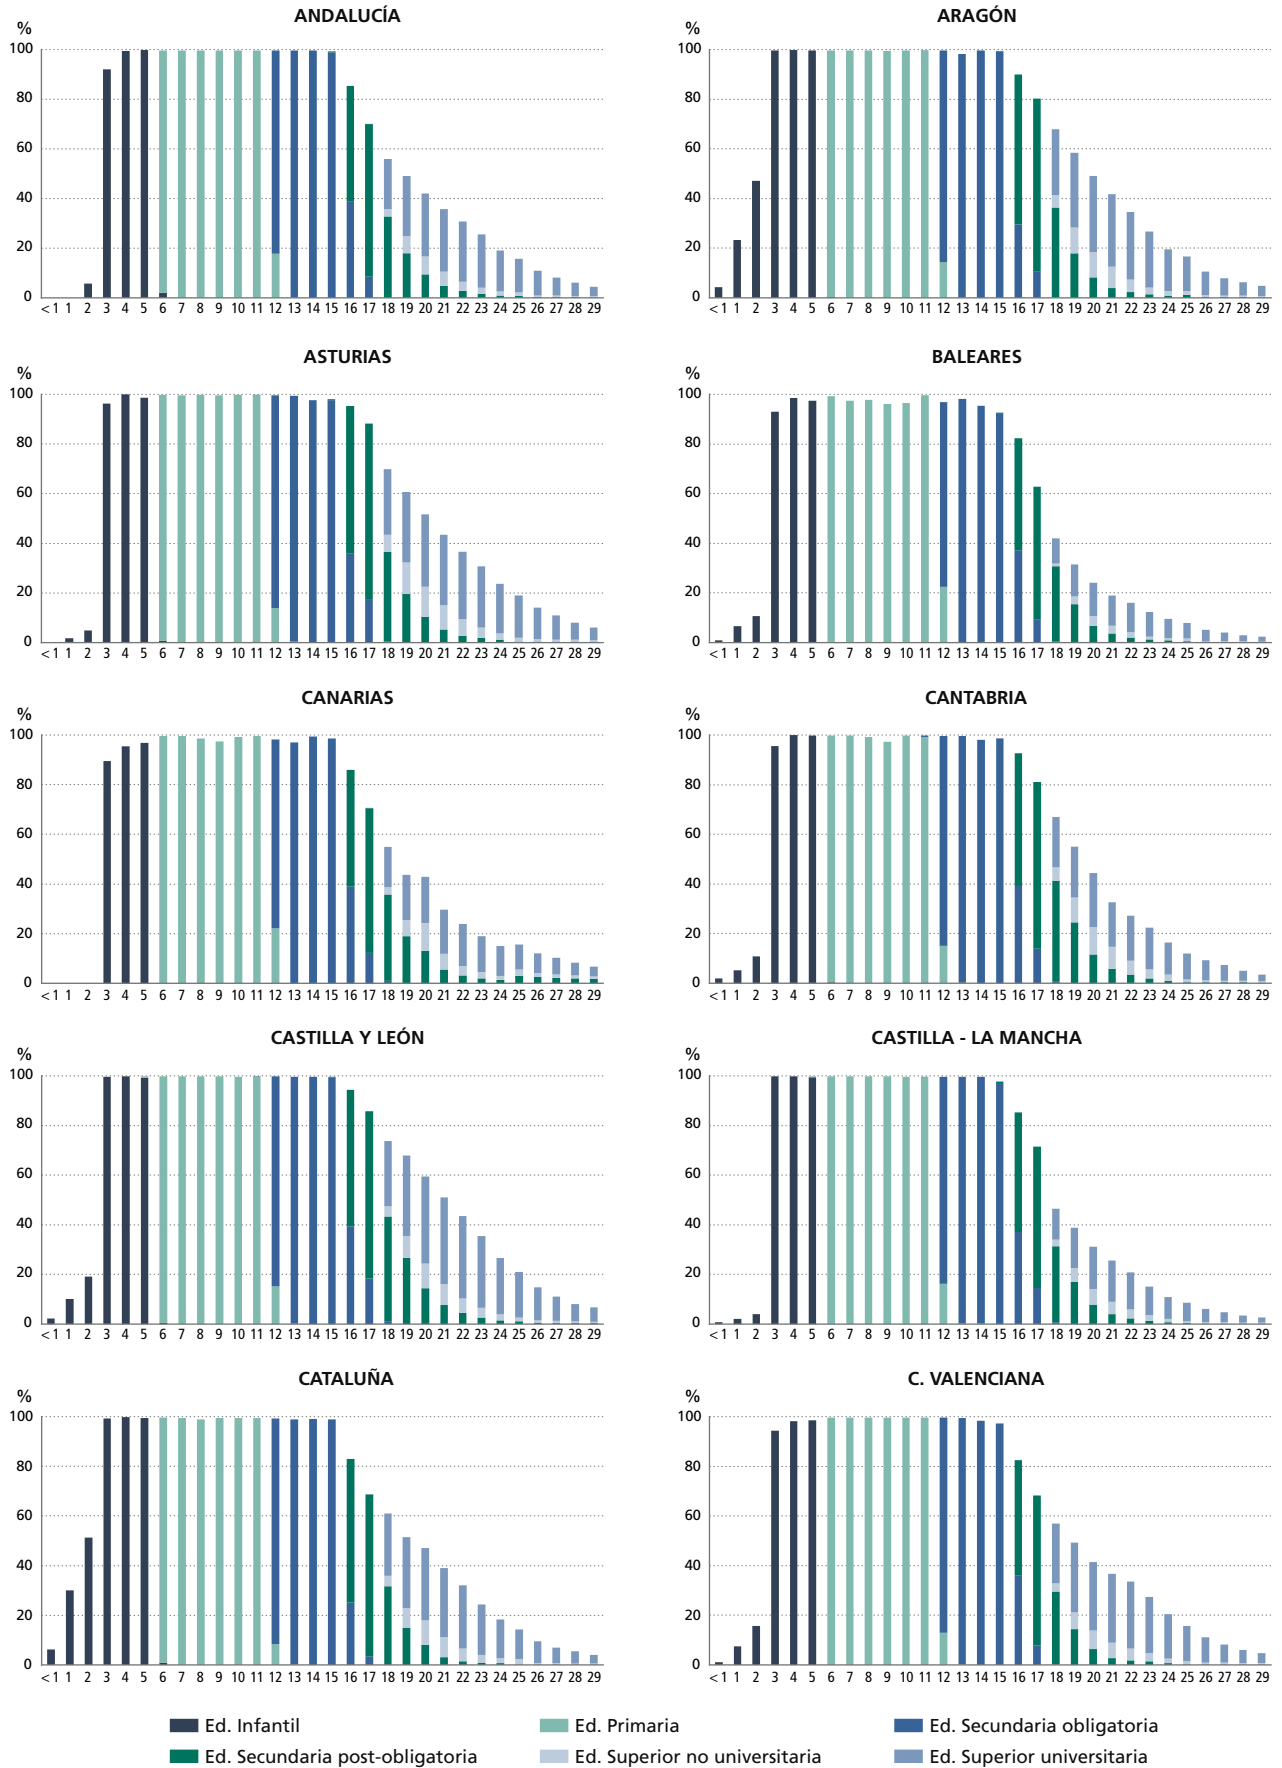 ANDALUCÍA
%
100
80
60
40
20
0
< 1 1 2 3 4 5 6 7 8 9 10 11 12 13 14 15 16 17 18 19 20 21 22 23 24 25 26 27 28 29
ARAGÓN
%
100
80
60
40
20
0
< 1 1 2 3 4 5 6 7 8 9 10 11 12 13 14 15 16 17 18 19 20 21 22 23 24 25 26 27 28 29
ASTURIAS
%
100
80
60
40
20
0
< 1 1 2 3 4 5 6 7 8 9 10 11 12 13 14 15 16 17 18 19 20 21 22 23 24 25 26 27 28 29
BALEARES
%
100
80
60
40
20
0
< 1 1 2 3 4 5 6 7 8 9 10 11 12 13 14 15 16 17 18 19 20 21 22 23 24 25 26 27 28 29
CANARIAS
%
100
80
60
40
20
0
< 1 1 2 3 4 5 6 7 8 9 10 11 12 13 14 15 16 17 18 19 20 21 22 23 24 25 26 27 28 29
CANTABRIA
%
100
80
60
40
20
0
< 1 1 2 3 4 5 6 7 8 9 10 11 12 13 14 15 16 17 18 19 20 21 22 23 24 25 26 27 28 29
CASTILLA Y LEÓN
%
100
80
60
40
20
0
< 1 1 2 3 4 5 6 7 8 9 10 11 12 13 14 15 16 17 18 19 20 21 22 23 24 25 26 27 28 29
CASTILLA - LA MANCHA
%
100
80
60
40
20
0
< 1 1 2 3 4 5 6 7 8 9 10 11 12 13 14 15 16 17 18 19 20 21 22 23 24 25 26 27 28 29
CATALUÑA
%
100
80
60
40
20
0
< 1 1 2 3 4 5 6 7 8 9 10 11 12 13 14 15 16 17 18 19 20 21 22 23 24 25 26 27 28 29
C. VALENCIANA
%
100
80
60
40
20
0
< 1 1 2 3 4 5 6 7 8 9 10 11 12 13 14 15 16 17 18 19 20 21 22 23 24 25 26 27 28 29
Ed. Infantil
Ed. Primaria
Ed. Secundaria obligatoria
Ed. Secundaria post-obligatoria
Ed. Superior no universitaria
Ed. Superior universitaria